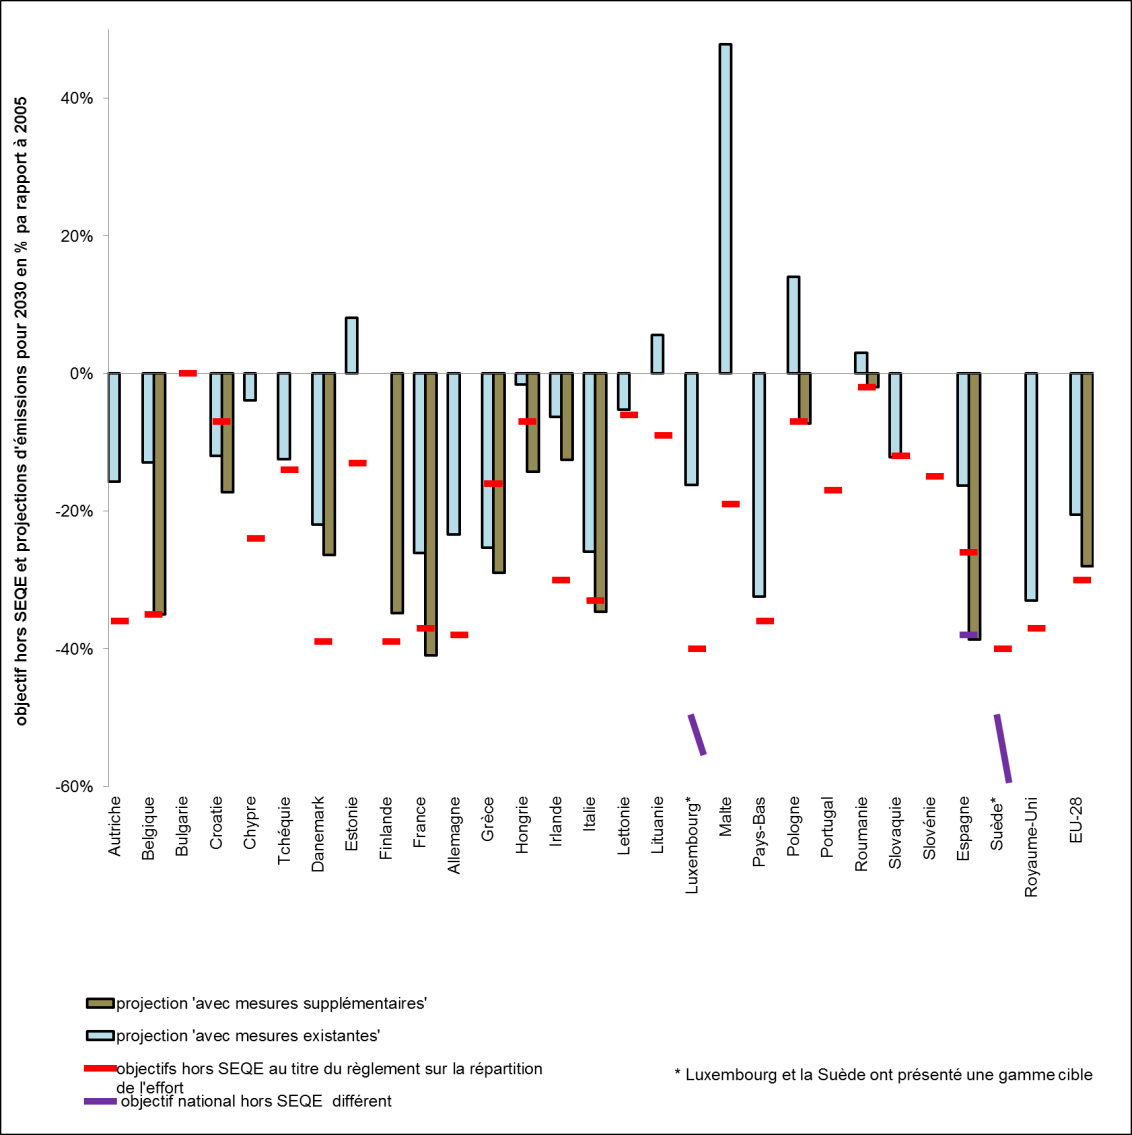 objectif hors SEQE et projections d'émissions pour 2030 en % pa rapport à 2005
40%
20%
0%
-20%
-40%
-60%
Autriche
Belgique
Bulgarie
Croatie
Chypre
Tchéquie
Danemark
Estonie
Finlande
France
Allemagne
Grèce
Hongrie
Irlande
Italie
Lettonie
Lituanie
Luxembourg*
Malte
Pays-Bas
Pologne
Portugal
Roumanie
Slovaquie
Slovénie
Espagne
Suède*
Royaume-Uni
EU-28
projection 'avec mesures supplémentaires'
projection 'avec mesures existantes'
objectifs hors SEQE au titre du règlement sur la répartition
de l'effort
objectif national hors SEQE différent
* Luxembourg et la Suède ont présenté une gamme cible